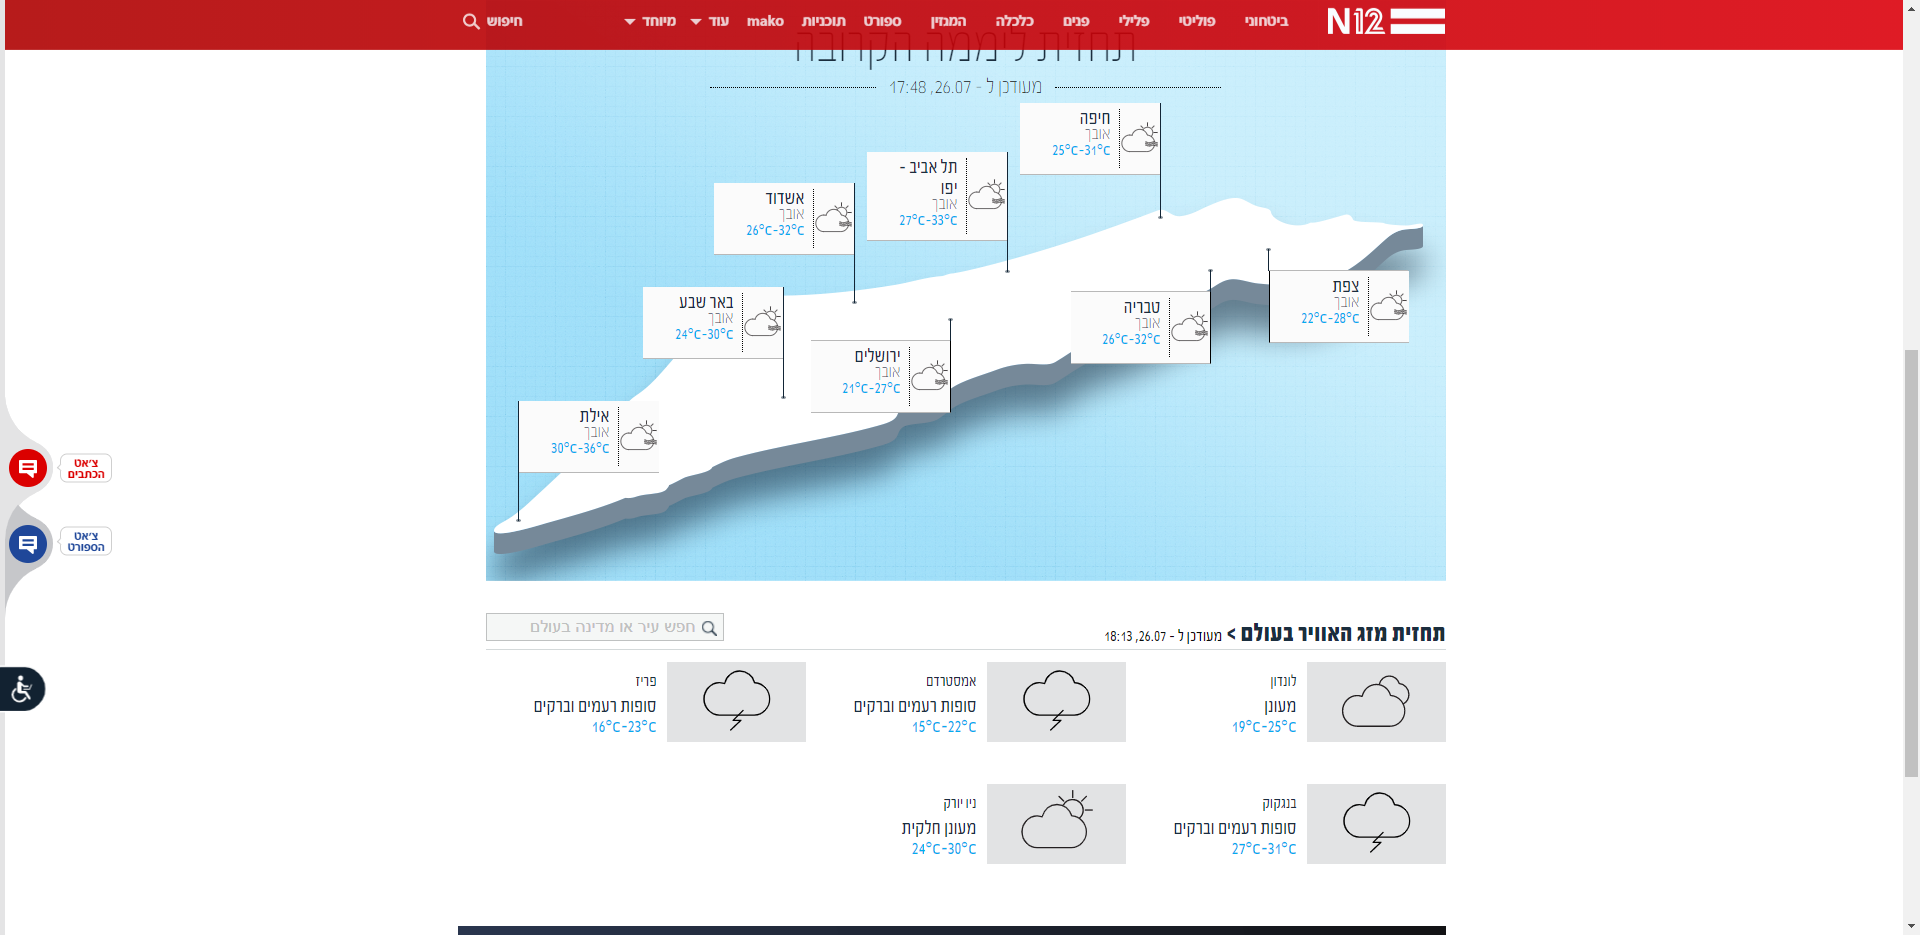 N12
ביטחוני
פוליטי
פלילי
פנים
כלכלה
המגזין
ספורט
תוכניות
mako
עוד
מיוחד
חיפוש
תחזית ליממה הקרובה
מעודכן ל - 26.07, 17:48
חיפה
אובך
25°C-31°C
תל אביב -
יפו
אובך
27°C-33°C
אשדוד
אובך
26°C-32°C
צפת
אובך
22°C-28°C
טבריה
אובך
26°C-32°C
באר שבע
אובך
24°C-30°C
ירושלים
אובך
21°C-27°C
אילת
אובך
30°C-36°C
צ'אט
הכתבים
צ'אט
הספורט
תחזית מזג האוויר בעולם > מעודכן ל - 26.07, 18:13
חפש עיר או מדינה בעולם
לונדון
מעונן
19°C-25°C
אמסטרדם
סופות רעמים וברקים
15°C-22°C
פריז
סופות רעמים וברקים
16°C-23°C
בנגקוק
סופות רעמים וברקים
27°C-31°C
ניו יורק
מעונן חלקית
24°C-30°C